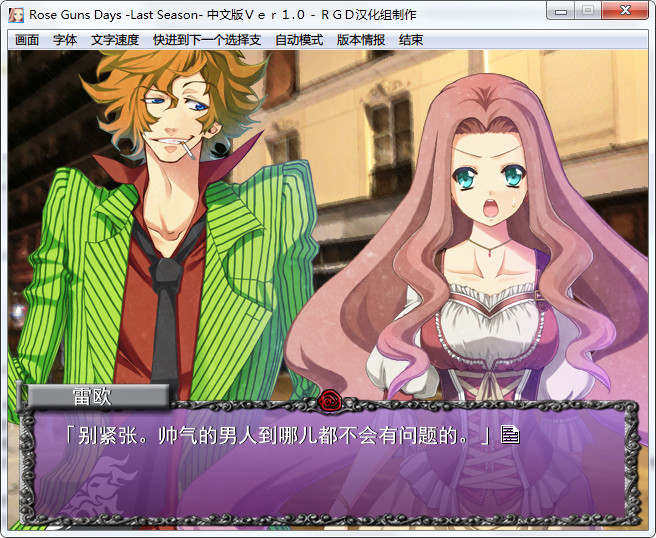 Rose Guns Days -Last Season- 中文版Ｖｅｒ１.０ - ＲＧＤ汉化组制作
画面 字体 文字速度 快进到下一个选择支 自动模式 版本情报 结束
雷欧
「别紧张。帅气的男人到哪儿都不会有问题的。」